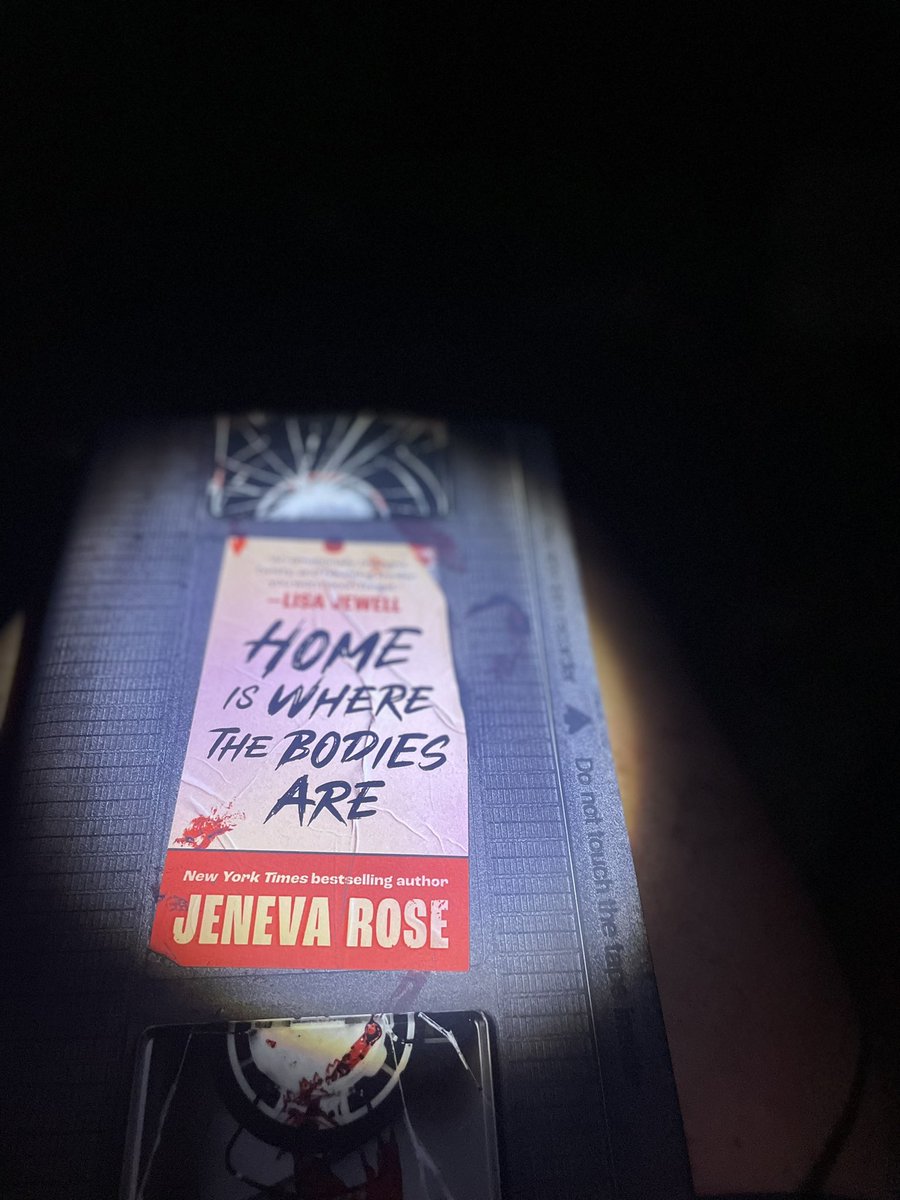 —LISA JEWELL
HOME
IS WHERE
THE BODIES
ARE
New York Times bestselling author
JENEVA ROSE
Do not touch the tape